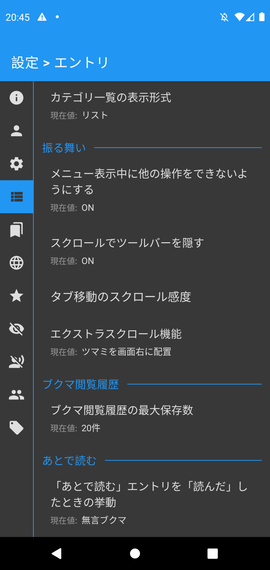 20:45
設定 > エントリ
カテゴリ一覧の表示形式
現在値: リスト
振る舞い
メニュー表示中に他の操作をできないよ
うにする
現在値: ON
スクロールでツールバーを隠す
現在値: ON
タブ移動のスクロール感度
エクストラスクロール機能
現在値: ツマミを画面右に配置
ブクマ閲覧履歴
ブクマ閲覧履歴の最大保存数
現在値: 20件
あとで読む
「あとで読む」エントリを「読んだ」し
たときの挙動
現在値: 無言ブクマ